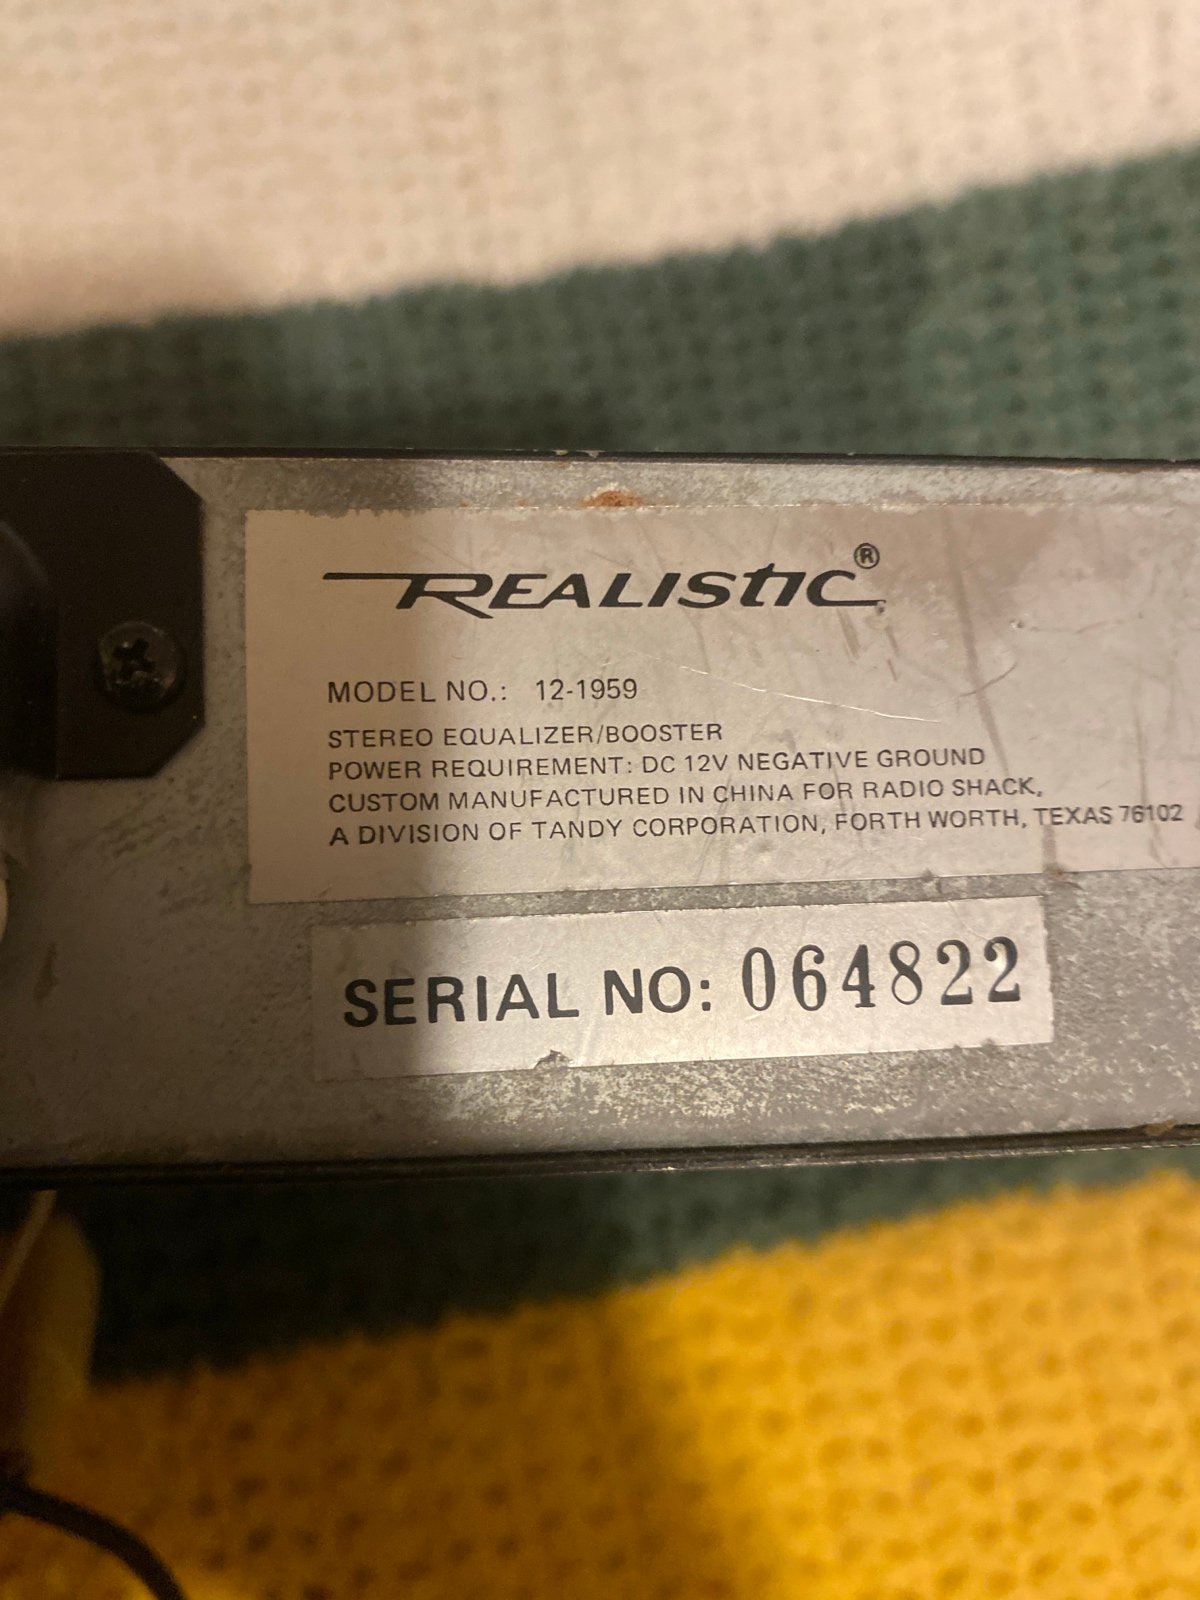 REALISTIC®
MODEL NO.: 12-1959
STEREO EQUALIZER/BOOSTER
POWER REQUIREMENT: DC 12V NEGATIVE GROUND
CUSTOM MANUFACTURED IN CHINA FOR RADIO SHACK,
A DIVISION OF TANDY CORPORATION, FORTH WORTH, TEXAS 76102
SERIAL NO: 064822